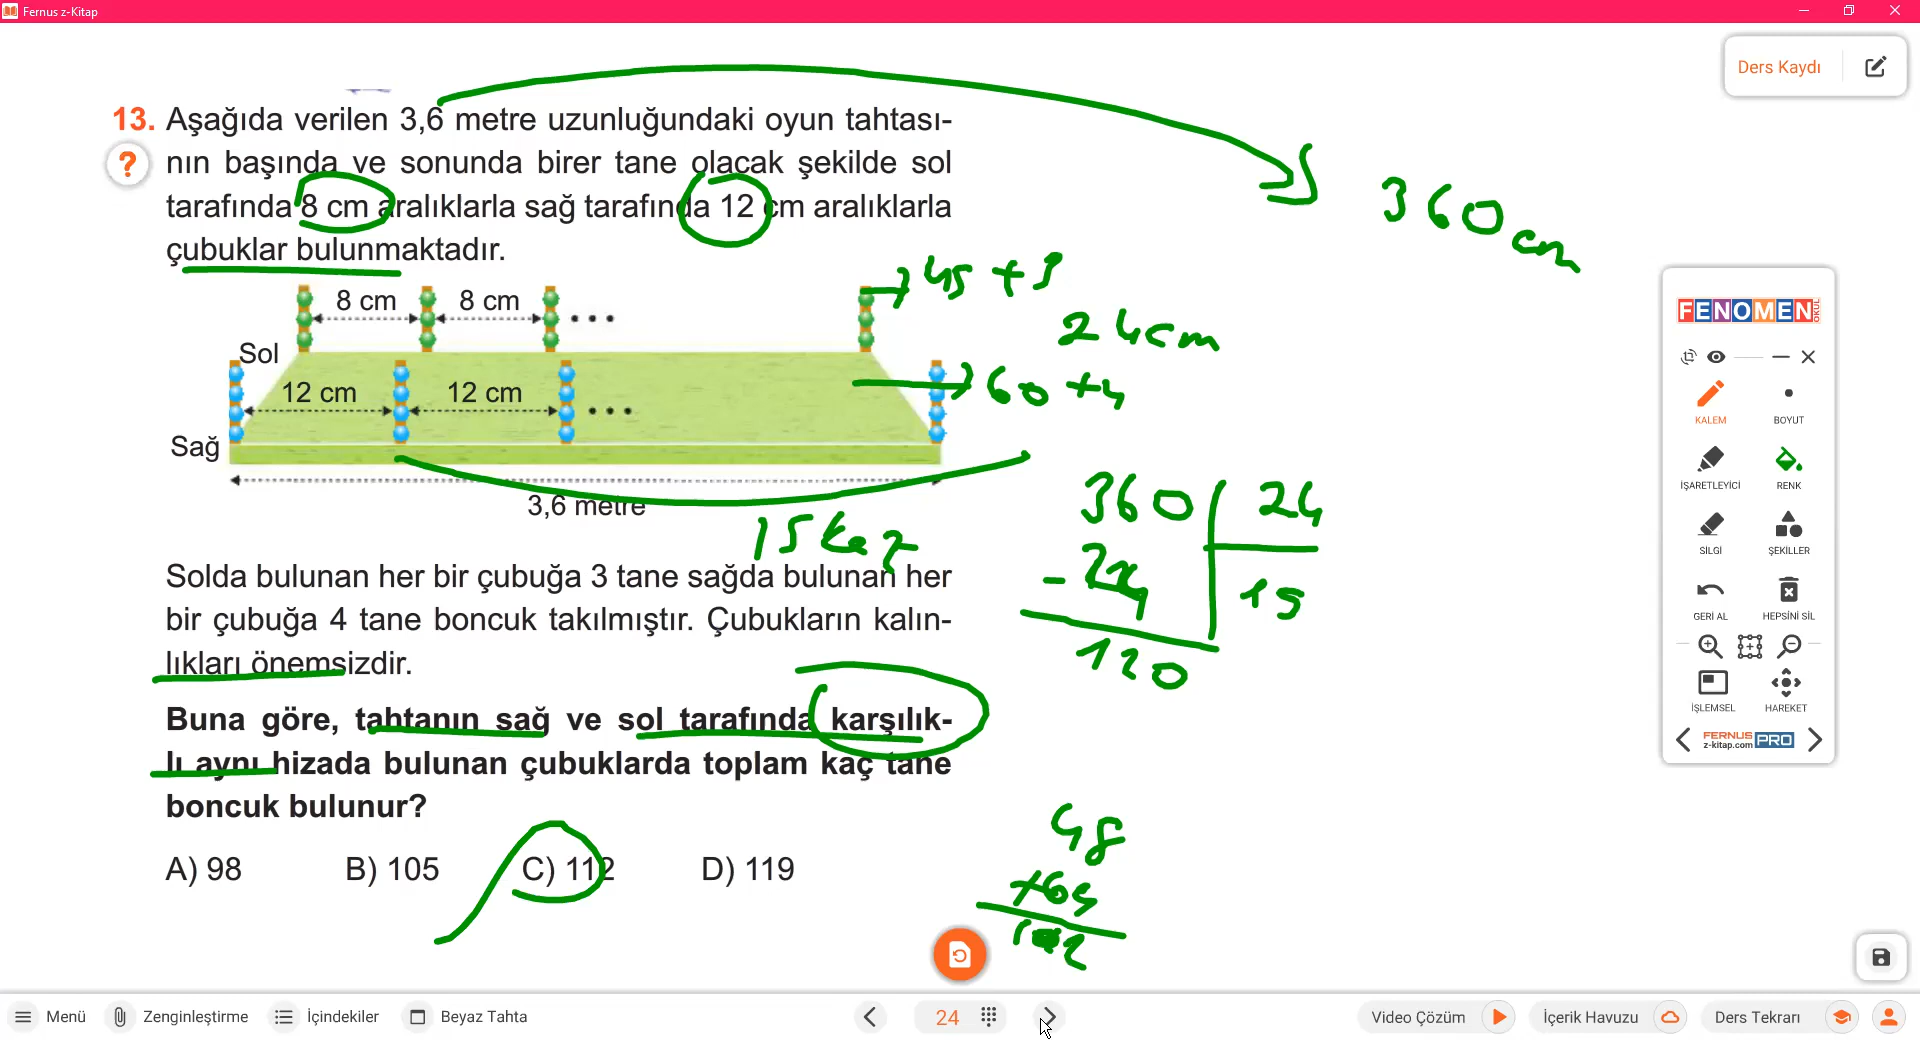 Fernus z-Kitap
Ders Kaydı
13. Aşağıda verilen 3,6 metre uzunluğundaki oyun tahtası-
nın başında ve sonunda birer tane olacak şekilde sol
tarafında 8 cm aralıklarla sağ tarafında 12 cm aralıklarla
çubuklar bulunmaktadır.
360 cm
8 cm 8 cm
45 + 3
24 cm
Sol
12 cm 12 cm
60 + 4
Sağ
3,6 metre
15 kez
360 24
- 24 15
120
Solda bulunan her bir çubuğa 3 tane sağda bulunan her
bir çubuğa 4 tane boncuk takılmıştır. Çubukların kalın-
lıkları önemsizdir.
Buna göre, tahtanın sağ ve sol tarafında karşılık-
lı aynı hizada bulunan çubuklarda toplam kaç tane
boncuk bulunur?
A) 98 B) 105 C) 112 D) 119
48
+64
112
FENOMEN OKUL
KALEM BOYUT
İŞARETLEYİCİ RENK
SİLGİ ŞEKİLLER
GERİ AL HEPSİNİ SİL
İŞLEMSEL HAREKET
FERNUS z-kitap.com PRO
Menü Zenginleştirme İçindekiler Beyaz Tahta 24 Video Çözüm İçerik Havuzu Ders Tekrarı